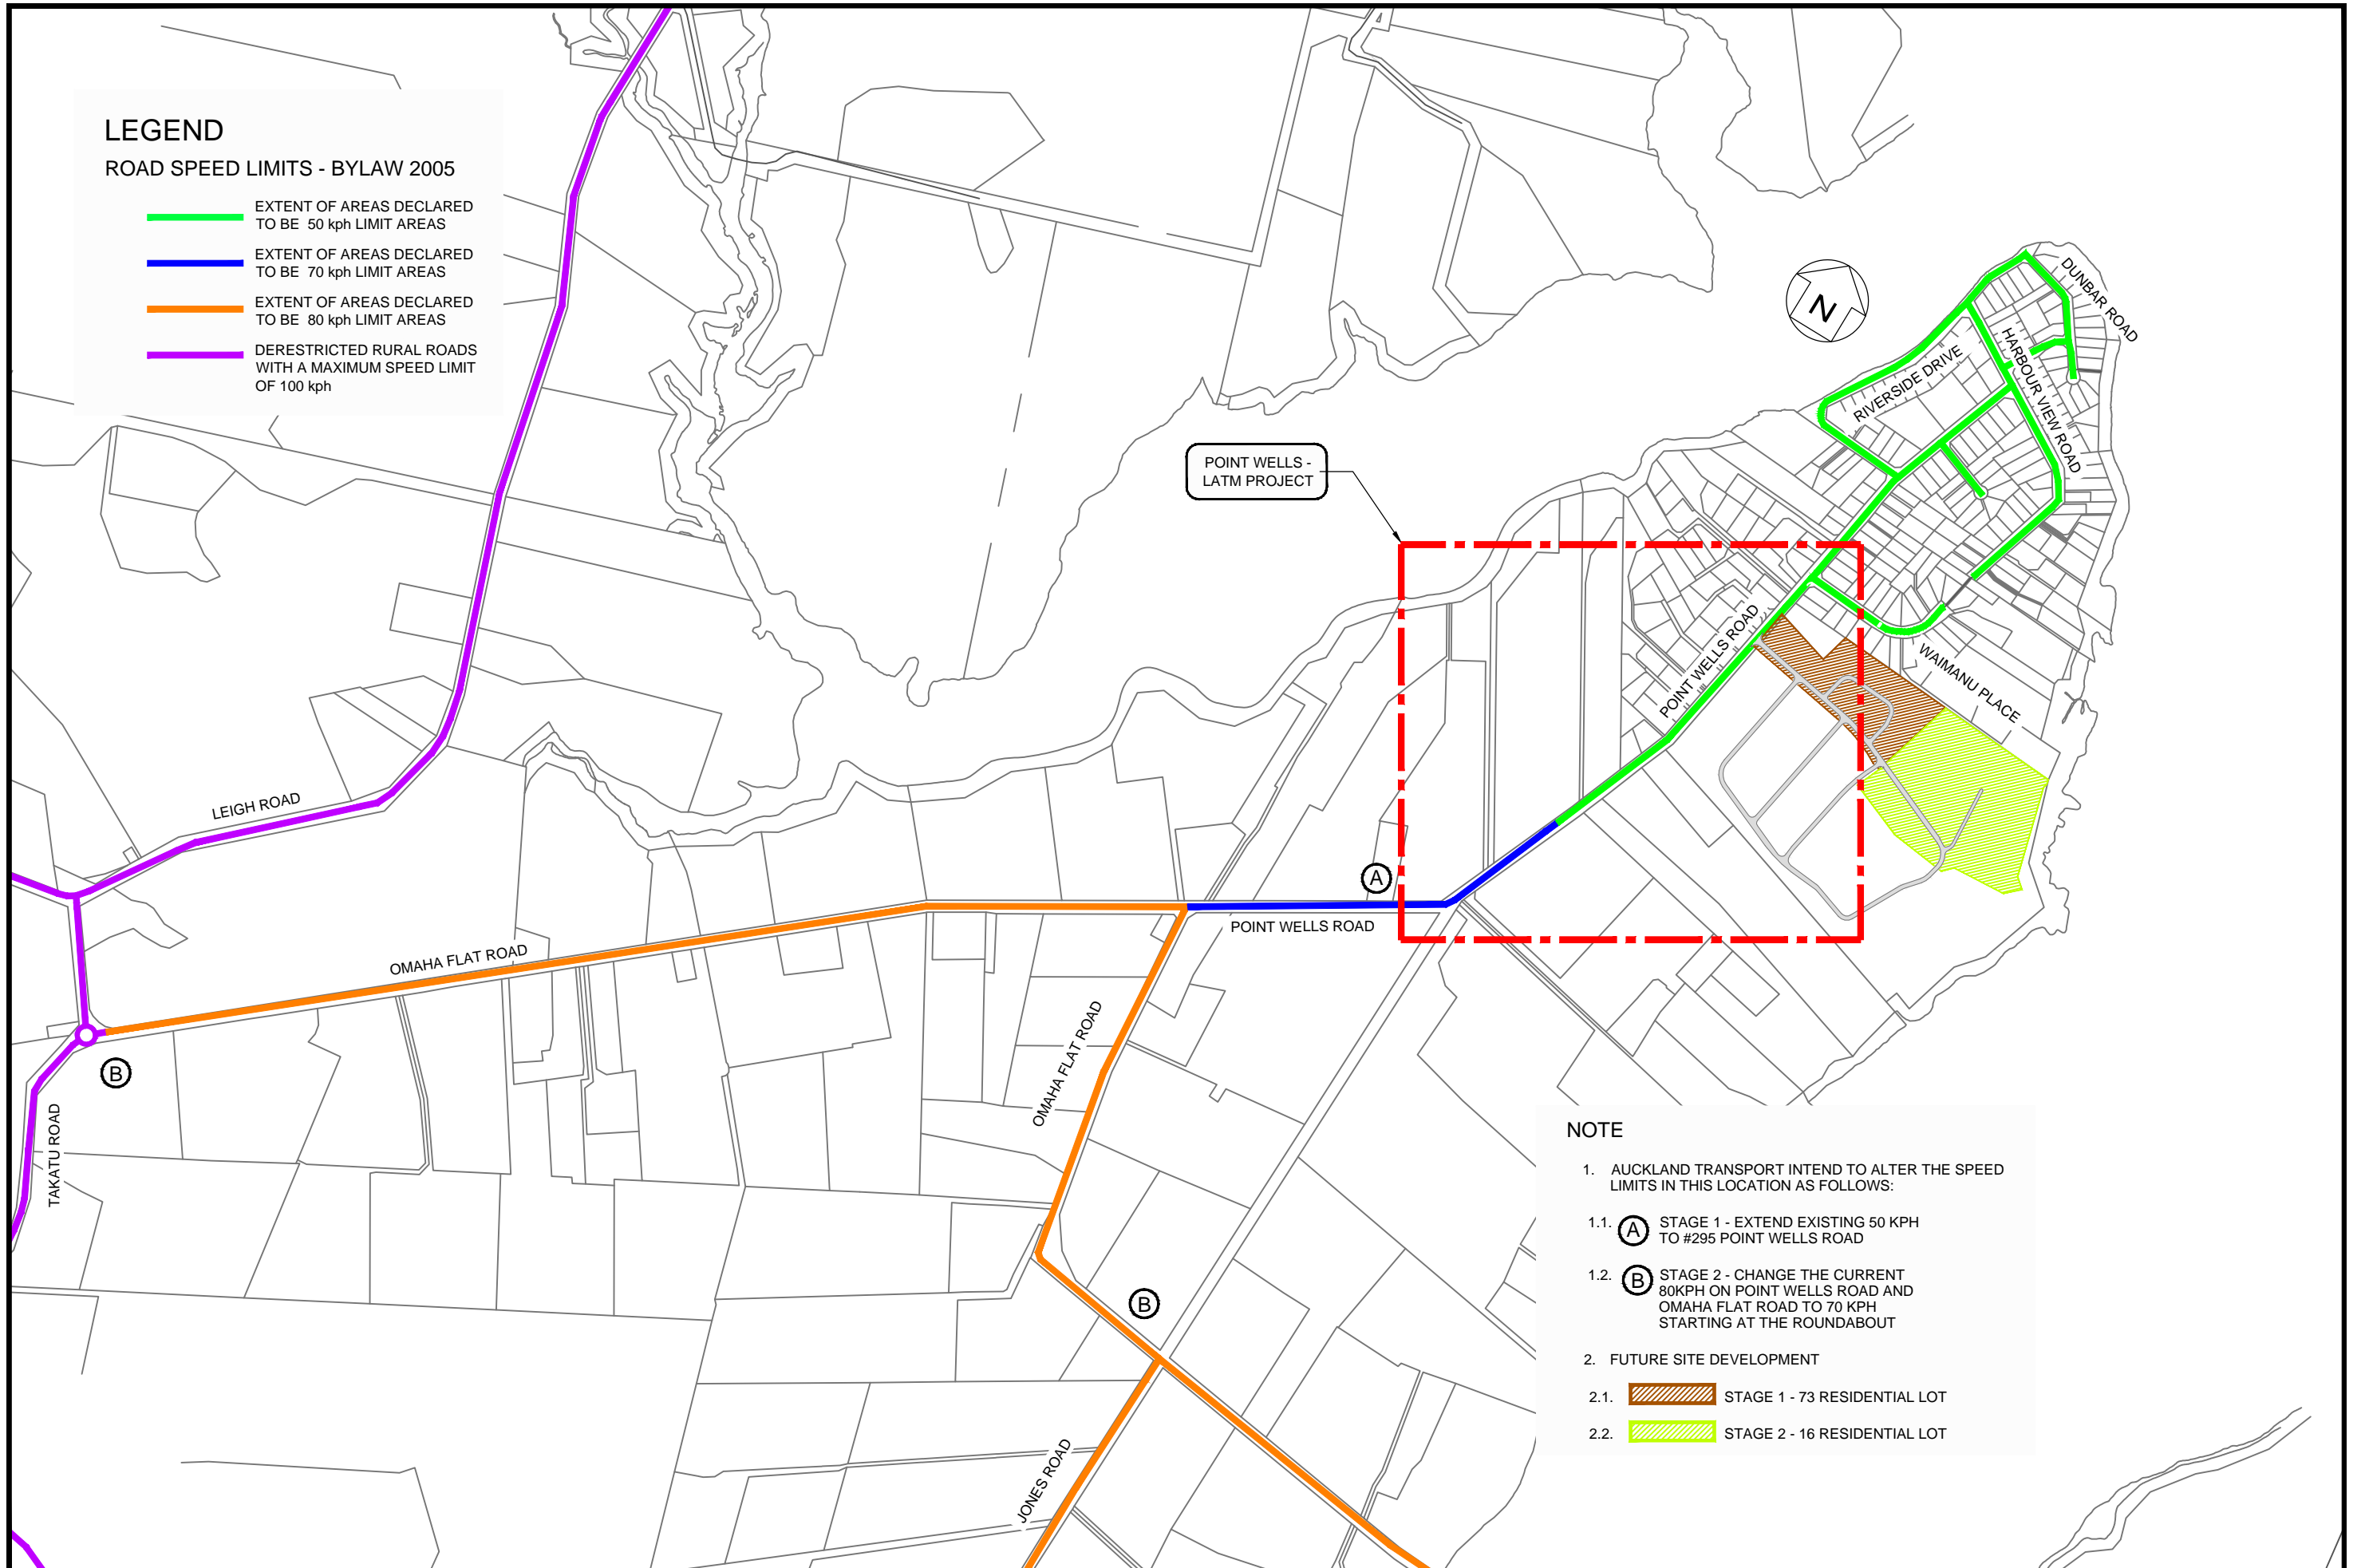 LEGEND
ROAD SPEED LIMITS - BYLAW 2005
EXTENT OF AREAS DECLARED
TO BE 50 kph LIMIT AREAS
EXTENT OF AREAS DECLARED
TO BE 70 kph LIMIT AREAS
EXTENT OF AREAS DECLARED
TO BE 80 kph LIMIT AREAS
DERESTRICTED RURAL ROADS
WITH A MAXIMUM SPEED LIMIT
OF 100 kph
N
DUNBAR ROAD
HARBOUR VIEW ROAD
RIVERSIDE DRIVE
POINT WELLS -
LATM PROJECT
POINT WELLS ROAD
WAIMANU PLACE
LEIGH ROAD
A
POINT WELLS ROAD
OMAHA FLAT ROAD
OMAHA FLAT ROAD
B
TAKATU ROAD
B
JONES ROAD
NOTE
1. AUCKLAND TRANSPORT INTEND TO ALTER THE SPEED
LIMITS IN THIS LOCATION AS FOLLOWS:
1.1. A STAGE 1 - EXTEND EXISTING 50 KPH
TO #295 POINT WELLS ROAD
1.2. B STAGE 2 - CHANGE THE CURRENT
80KPH ON POINT WELLS ROAD AND
OMAHA FLAT ROAD TO 70 KPH
STARTING AT THE ROUNDABOUT
2. FUTURE SITE DEVELOPMENT
2.1. STAGE 1 - 73 RESIDENTIAL LOT
2.2. STAGE 2 - 16 RESIDENTIAL LOT